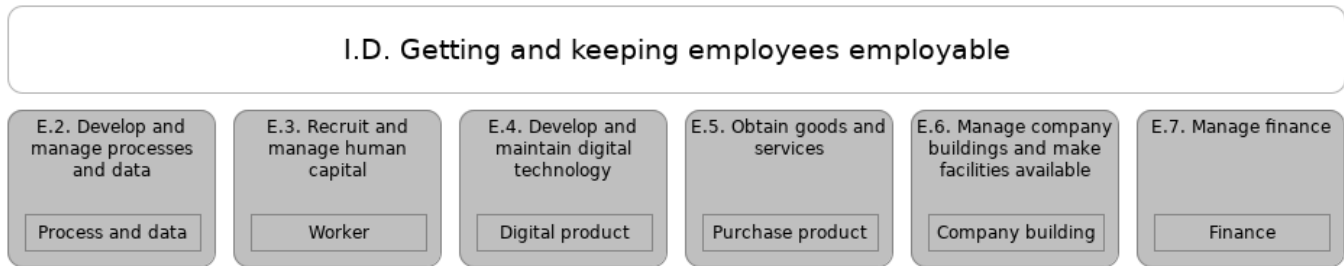 I.D. Getting and keeping employees employable
E.2. Develop and
manage processes
and data
Process and data
E.3. Recruit and
manage human
capital
Worker
E.4. Develop and
maintain digital
technology
Digital product
E.5. Obtain goods and
services
Purchase product
E.6. Manage company
buildings and make
facilities available
Company building
E.7. Manage finance
Finance